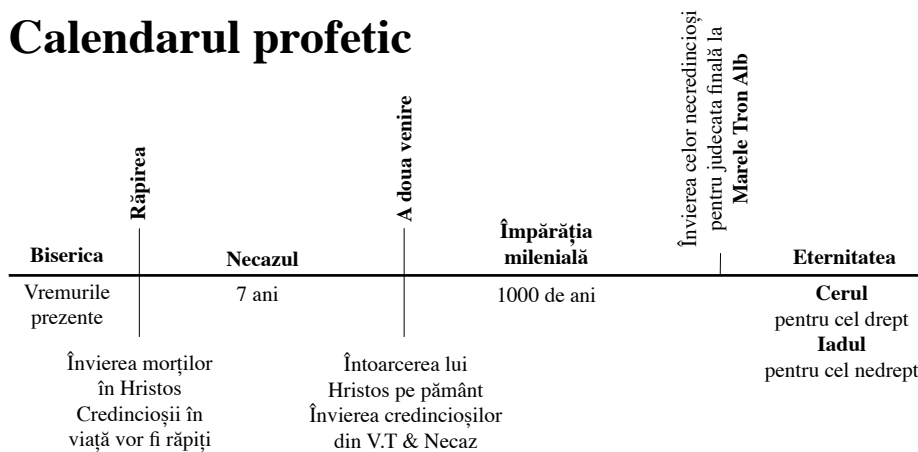 Calendarul profetic
Răpirea
A doua venire
Învierea celor necredincioși
pentru judecata finală la
Marele Tron Alb
Biserica
Necazul
Împărăția
milenială
Eternitatea
Vremurile
prezente
7 ani
1000 de ani
Cerul
pentru cel drept
Iadul
pentru cel nedrept
Învierea morților
în Hristos
Credincioșii în
viață vor fi răpiți
Întoarcerea lui
Hristos pe pământ
Învierea credincioșilor
din V.T & Necaz